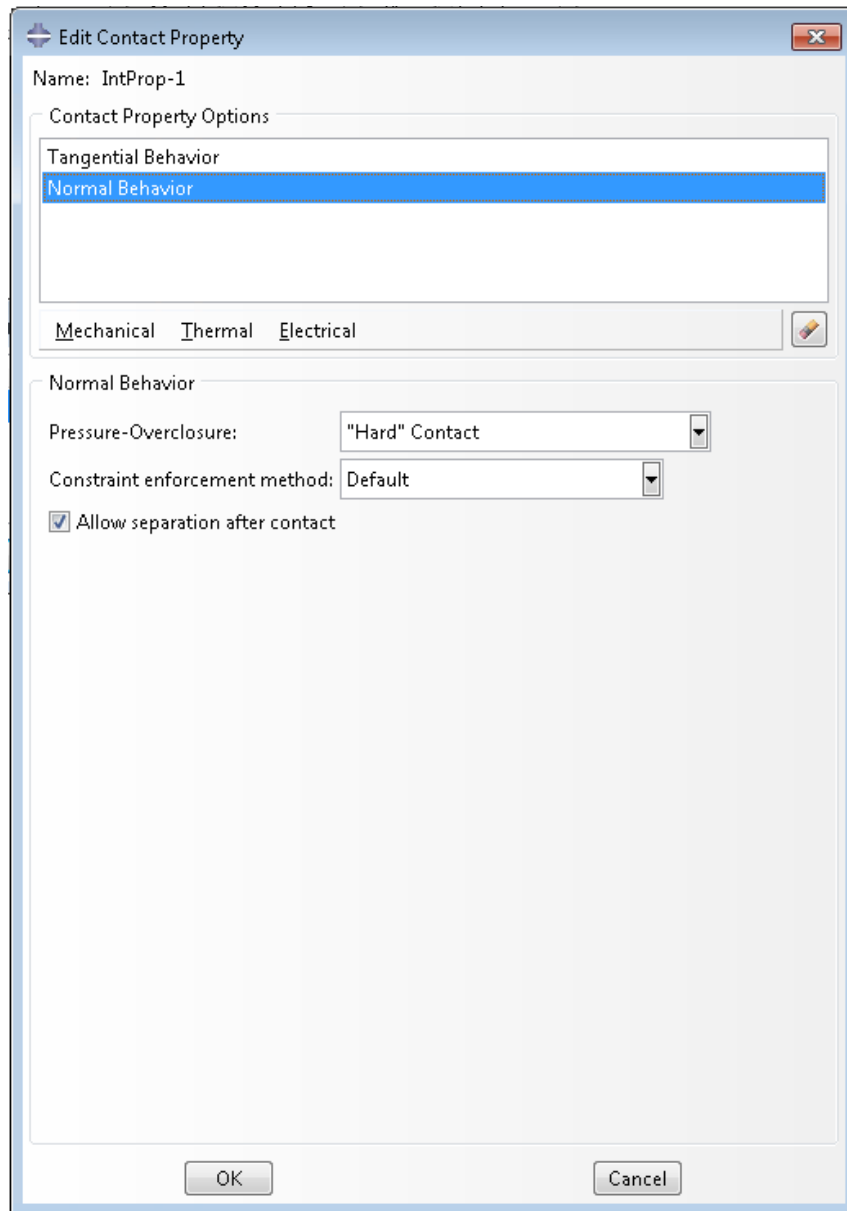 Edit Contact Property
Name: IntProp-1
Contact Property Options
Tangential Behavior
Normal Behavior
Mechanical Thermal Electrical
Normal Behavior
Pressure-Overclosure: "Hard" Contact
Constraint enforcement method: Default
Allow separation after contact
OK Cancel